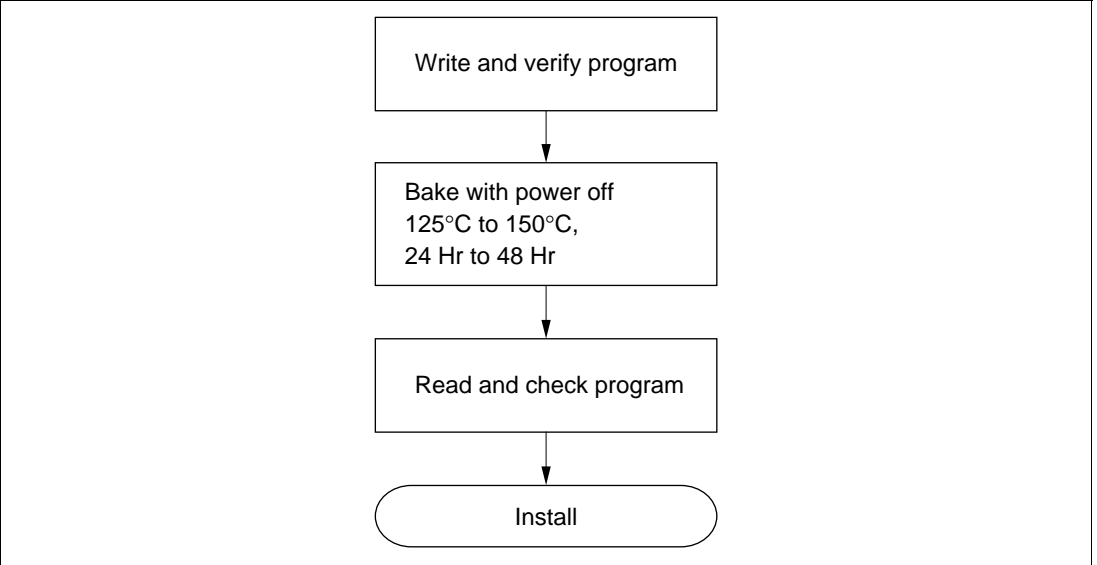 Write and verify program
Bake with power off
125°C to 150°C,
24 Hr to 48 Hr
Read and check program
Install